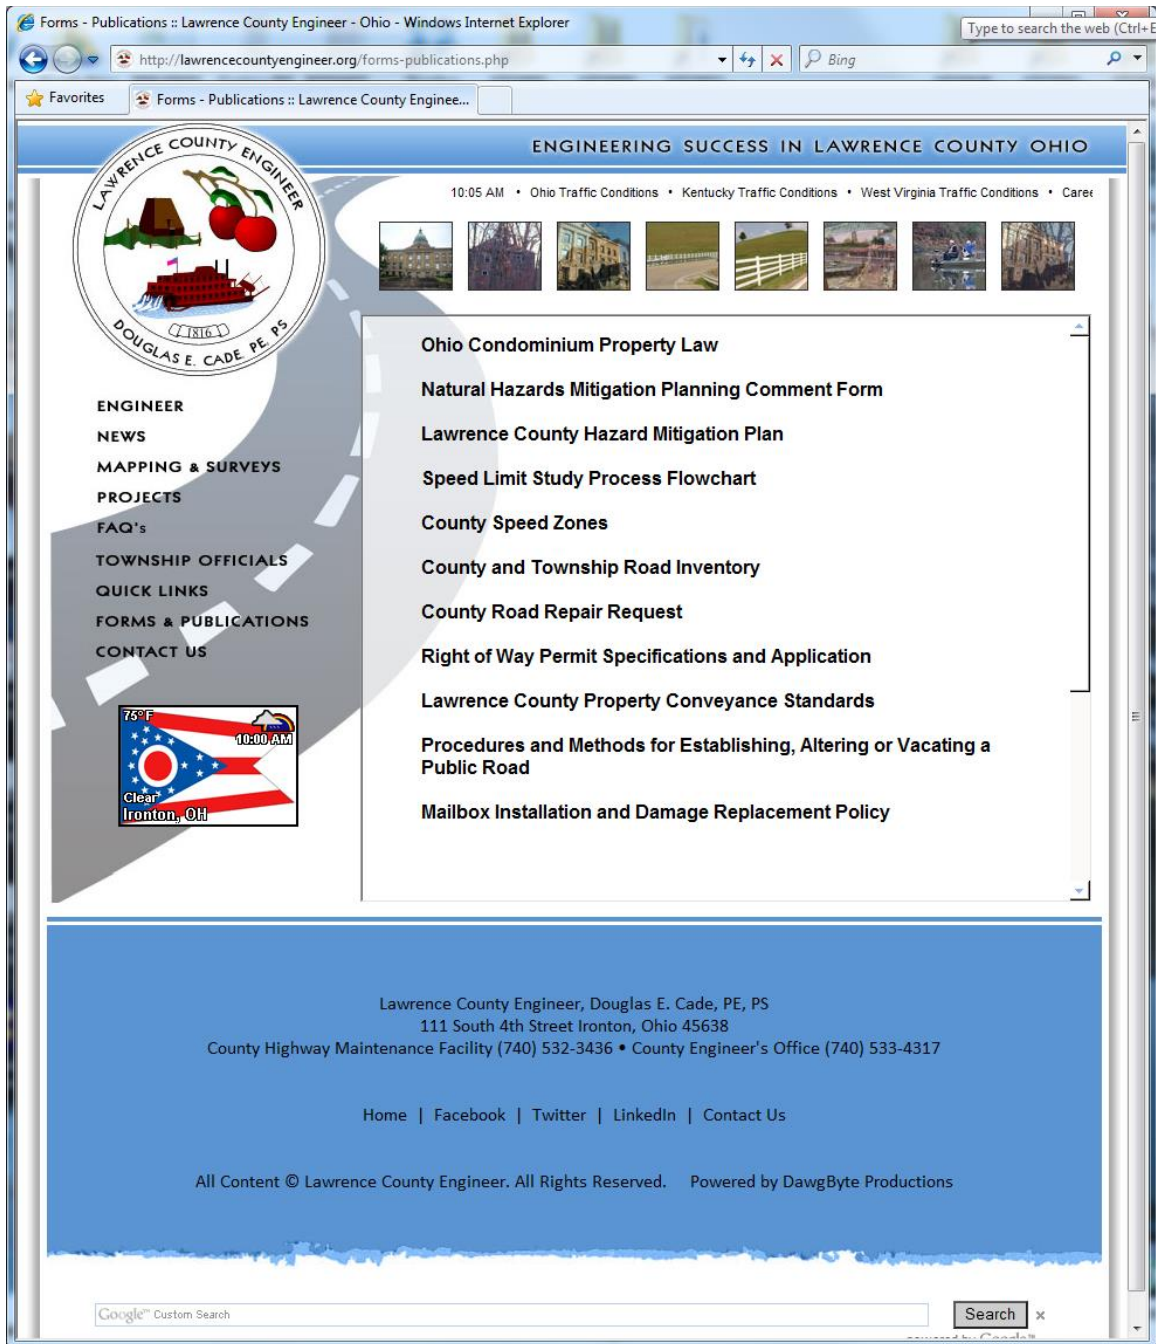 Forms - Publications :: Lawrence County Engineer - Ohio - Windows Internet Explorer
Type to search the web (Ctrl+E
http://lawrencecountyengineer.org/forms-publications.php
Bing
Favorites
Forms - Publications :: Lawrence County Enginee...
ENGINEERING SUCCESS IN LAWRENCE COUNTY OHIO
LAWRENCE COUNTY ENGINEER
1816
DOUGLAS E. CADE, PE, PS
10:05 AM • Ohio Traffic Conditions • Kentucky Traffic Conditions • West Virginia Traffic Conditions •
ENGINEER
NEWS
MAPPING & SURVEYS
PROJECTS
FAQ's
TOWNSHIP OFFICIALS
QUICK LINKS
FORMS & PUBLICATIONS
CONTACT US
75°F
10:00 AM
Clear
Ironton, OH
Ohio Condominium Property Law
Natural Hazards Mitigation Planning Comment Form
Lawrence County Hazard Mitigation Plan
Speed Limit Study Process Flowchart
County Speed Zones
County and Township Road Inventory
County Road Repair Request
Right of Way Permit Specifications and Application
Lawrence County Property Conveyance Standards
Procedures and Methods for Establishing, Altering or Vacating a
Public Road
Mailbox Installation and Damage Replacement Policy
Lawrence County Engineer, Douglas E. Cade, PE, PS
111 South 4th Street Ironton, Ohio 45638
County Highway Maintenance Facility (740) 532-3436 • County Engineer's Office (740) 533-4317
Home | Facebook | Twitter | LinkedIn | Contact Us
All Content © Lawrence County Engineer. All Rights Reserved. Powered by DawgByte Productions
Google™ Custom Search
Search